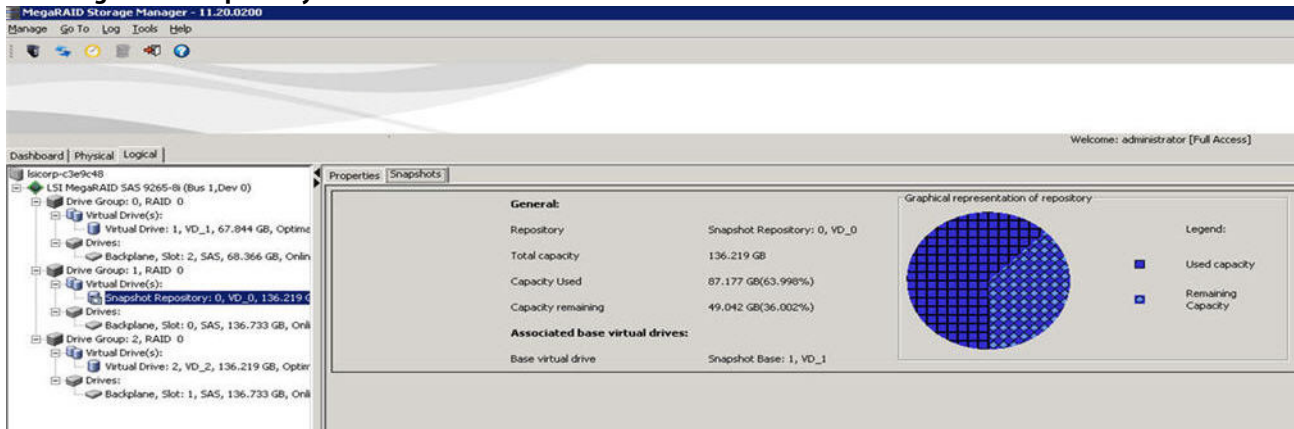 MegaRAID Storage Manager - 11.20.0200
Manage Go To Log Tools Help
Welcome: administrator [Full Access]
Dashboard Physical Logical
lsicorp-c3e9c48
LSI MegaRAID SAS 9265-8i (Bus 1,Dev 0)
Drive Group: 0, RAID 0
Virtual Drive(s):
Virtual Drive: 1, VD_1, 67.844 GB, Optima
Drives:
Backplane, Slot: 2, SAS, 68.366 GB, Onlin
Drive Group: 1, RAID 0
Virtual Drive(s):
Snapshot Repository: 0, VD_0, 136.219 G
Drives:
Backplane, Slot: 0, SAS, 136.733 GB, Onli
Drive Group: 2, RAID 0
Virtual Drive(s):
Virtual Drive: 2, VD_2, 136.219 GB, Optim
Drives:
Backplane, Slot: 1, SAS, 136.733 GB, Onli
Properties Snapshots
General:
Repository Snapshot Repository: 0, VD_0
Total capacity 136.219 GB
Capacity Used 87.177 GB(63.998%)
Capacity remaining 49.042 GB(36.002%)
Associated base virtual drives:
Base virtual drive Snapshot Base: 1, VD_1
Graphical representation of repository
Legend:
Used capacity
Remaining
Capacity